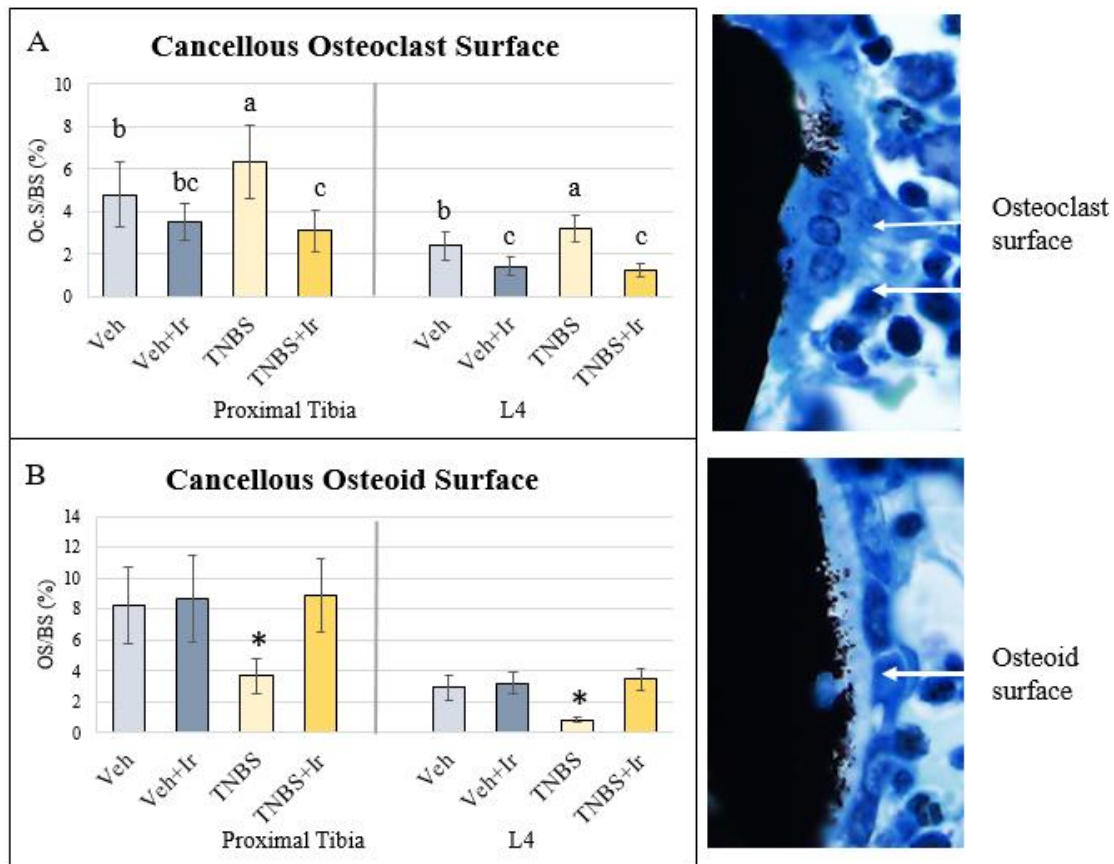 A
Cancellous Osteoclast Surface
Oc.S/BS (%)
10
8
6
4
2
0
b
bc
a
c
b
c
a
c
Veh
Veh+Ir
TNBS
TNBS+Ir
Veh
Veh+Ir
TNBS
TNBS+Ir
Proximal Tibia
L4
Osteoclast
surface
B
Cancellous Osteoid Surface
OS/BS (%)
14
12
10
8
6
4
2
0
*
*
Veh
Veh+Ir
TNBS
TNBS+Ir
Veh
Veh+Ir
TNBS
TNBS+Ir
Proximal Tibia
L4
Osteoid
surface